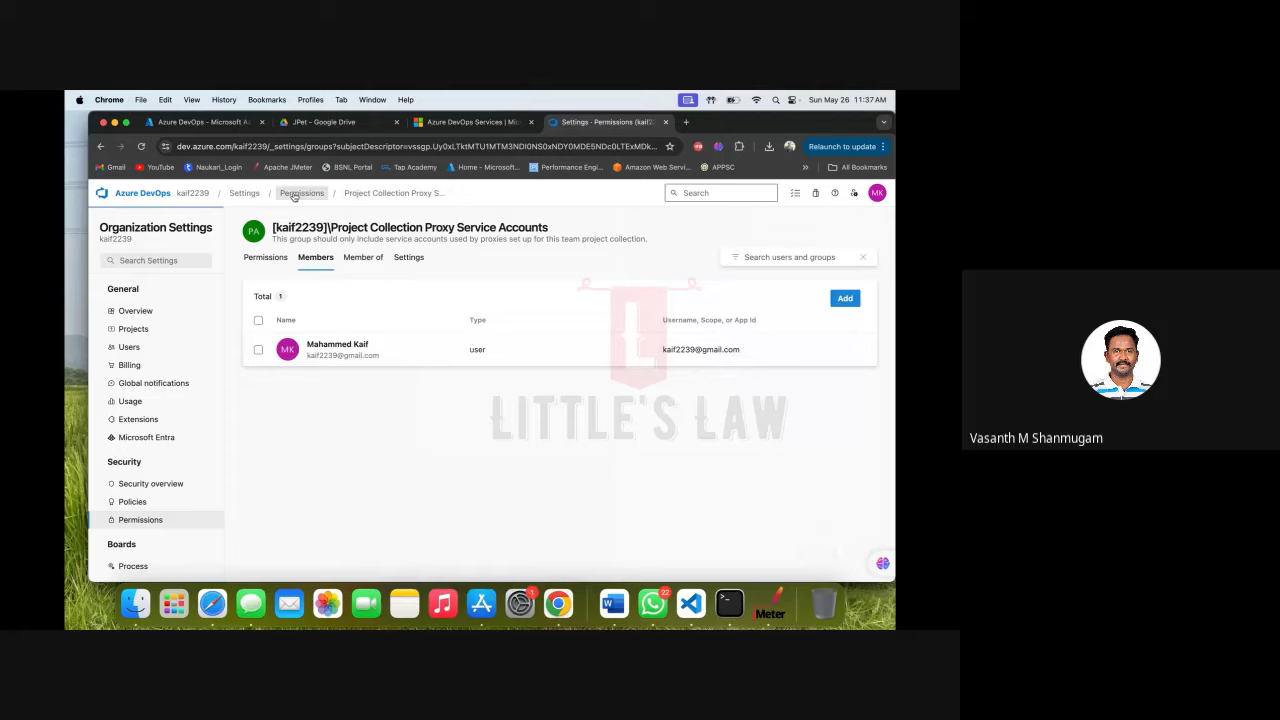 Chrome File Edit View History Bookmarks Profiles Tab Window Help Sun May 26 11:37AM
Azure DevOps - Microsoft Az JPet - Google Drive Azure DevOps Services | Mic Settings - Permissions (kaif22
dev.azure.com/kaif2239/_settings/groups?subjectDescriptor=vssgp. Relaunch to update
Gmail YouTube Naukari_Login Apache JMeter BSNL Portal Tap Academy Home - Microsoft... Performance Engine... Amazon Web Servi... APPSC All Bookmarks
Azure DevOps kaif2239 / Settings / Permissions / Project Collection Proxy S... Search MK
Organization Settings
kaif2239
Search Settings
General
Overview
Projects
Users
Billing
Global notifications
Usage
Extensions
Microsoft Entra
Security
Security overview
Policies
Permissions
Boards
Process
PA [kaif2239]\Project Collection Proxy Service Accounts
This group should only include service accounts used by proxies set up for this team project collection.
Permissions Members Member of Settings Search users and groups
Total 1 Add
Name Type Username, Scope, or App Id
MK Mahammed Kaif user kaif2239@gmail.com
kaif2239@gmail.com
L
LITTLE'S LAW
1
22
Meter
Vasanth M Shanmugam